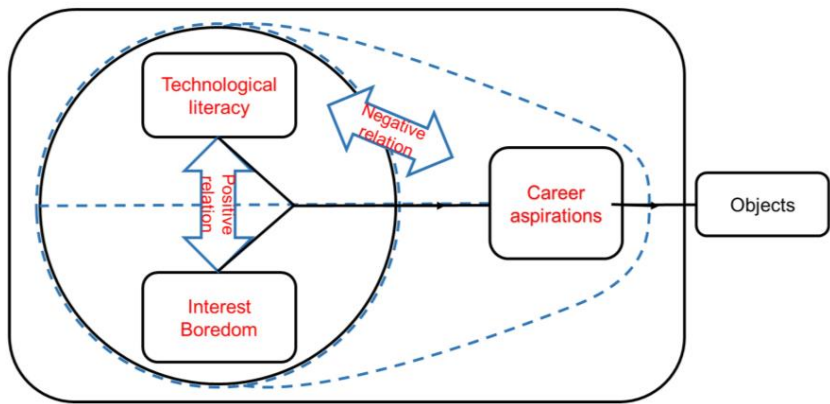 Technological
literacy
Negative
relation
Positive
relation
Career
aspirations
Objects
Interest
Boredom